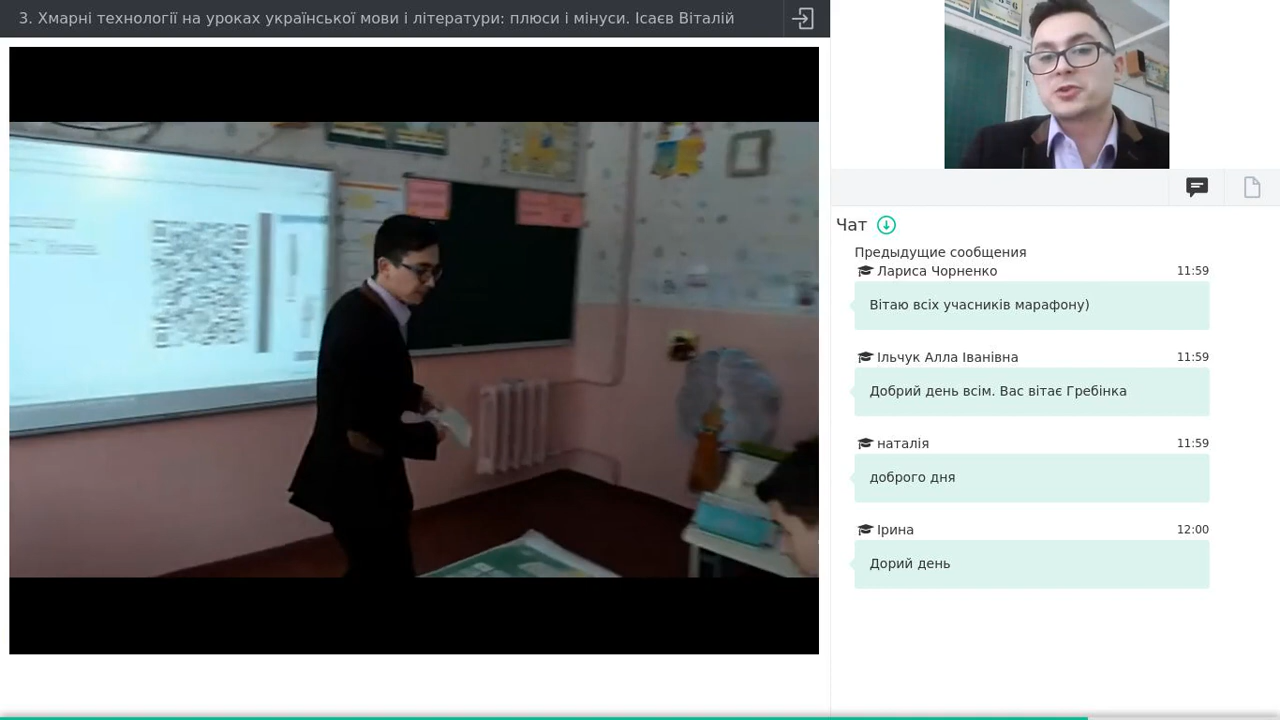 3. Хмарні технології на уроках української мови і літератури: плюси і мінуси. Ісаєв Віталій
Чат
Предыдущие сообщения
Лариса Чорненко 11:59
Вітаю всіх учасників марафону)
Ільчук Алла Іванівна 11:59
Добрий день всім. Вас вітає Гребінка
наталія 11:59
доброго дня
Ірина 12:00
Дорий день